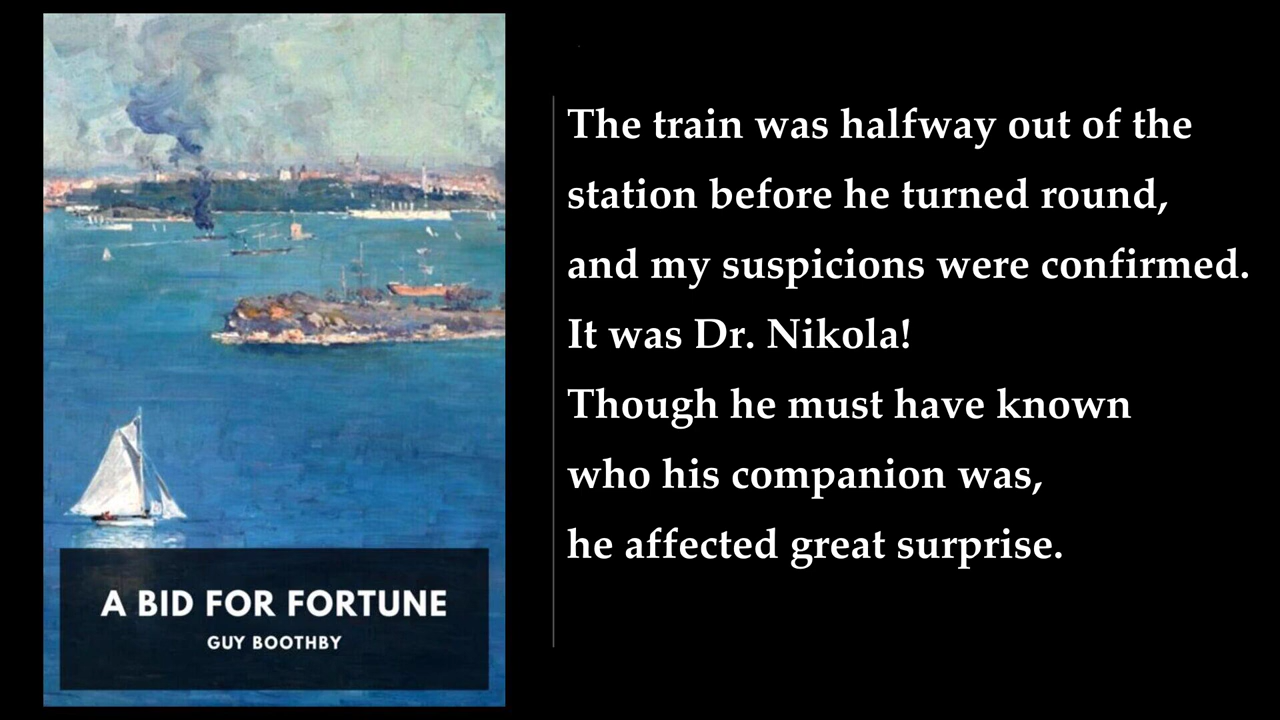 A BID FOR FORTUNE
GUY BOOTHBY
The train was halfway out of the
station before he turned round,
and my suspicions were confirmed.
It was Dr. Nikola!
Though he must have known
who his companion was,
he affected great surprise.